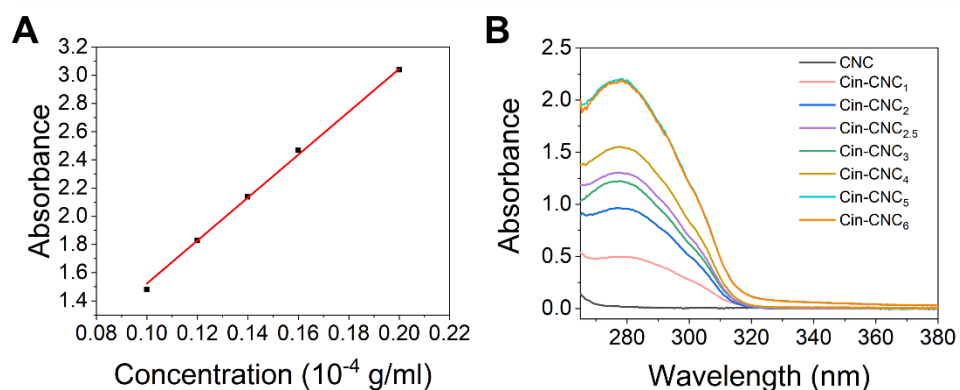 A
Absorbance
3.2
3.0
2.8
2.6
2.4
2.2
2.0
1.8
1.6
1.4
0.08 0.10 0.12 0.14 0.16 0.18 0.20 0.22
Concentration (10⁻⁴ g/ml)
B
Absorbance
2.5
2.0
1.5
1.0
0.5
0.0
CNC
Cin-CNC₁
Cin-CNC₂
Cin-CNC₂.₅
Cin-CNC₃
Cin-CNC₄
Cin-CNC₅
Cin-CNC₆
280 300 320 340 360 380
Wavelength (nm)